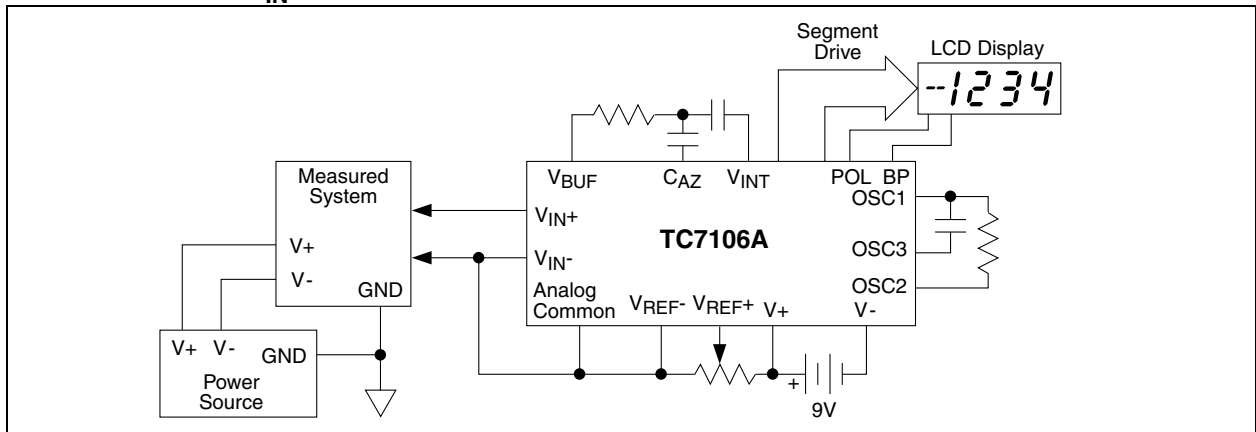 IN
Segment
Drive
LCD Display
--1234
Measured
System
V+
V-
GND
V+ V- GND
Power
Source
VBUF CAZ VINT POL BP
OSC1
VIN+
TC7106A
VIN-
OSC3
OSC2
Analog
Common
VREF- VREF+ V+ V-
+
9V